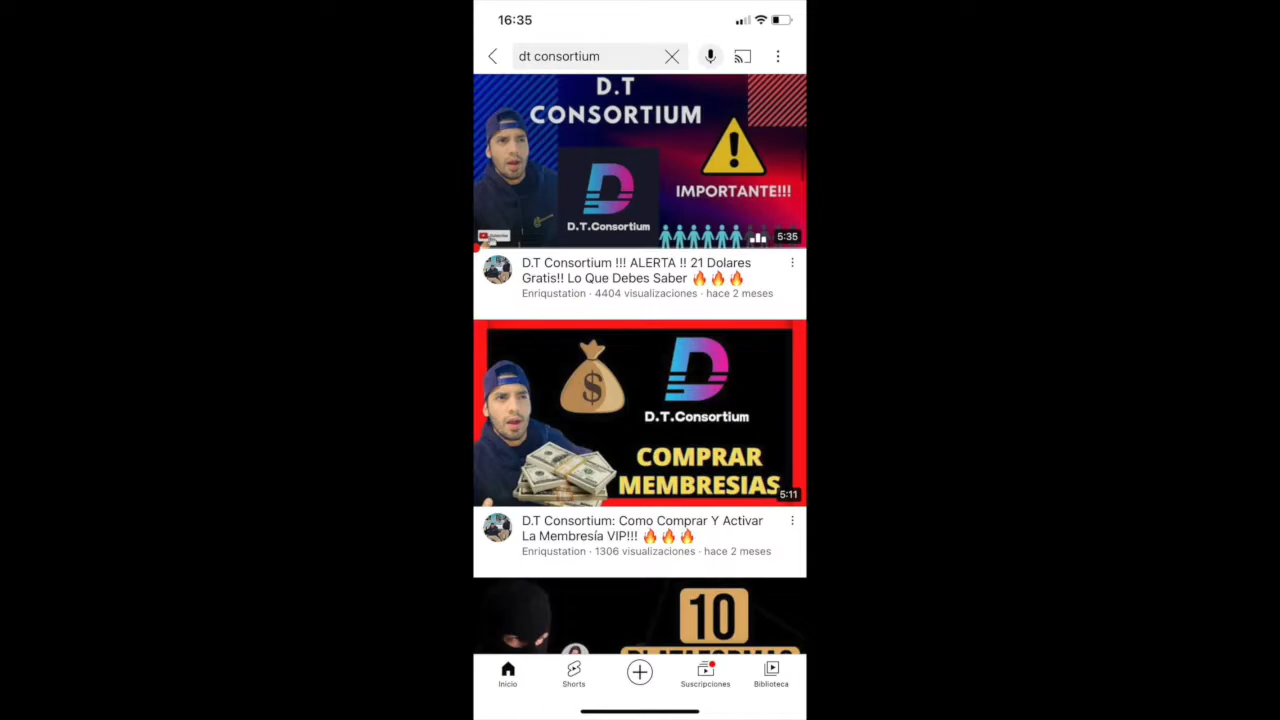 16:35
dt consortium
D.T
CONSORTIUM
IMPORTANTE!!!
D.T.Consortium
Subscribe
5:35
D.T Consortium !!! ALERTA !! 21 Dolares
Gratis!! Lo Que Debes Saber 🔥🔥🔥
Enriqustation · 4404 visualizaciones · hace 2 meses
$
D.T.Consortium
COMPRAR
MEMBRESIAS
5:11
D.T Consortium: Como Comprar Y Activar
La Membresía VIP!!! 🔥🔥🔥
Enriqustation · 1306 visualizaciones · hace 2 meses
10
PLATAFORMAS
Inicio
Shorts
Suscripciones
Biblioteca